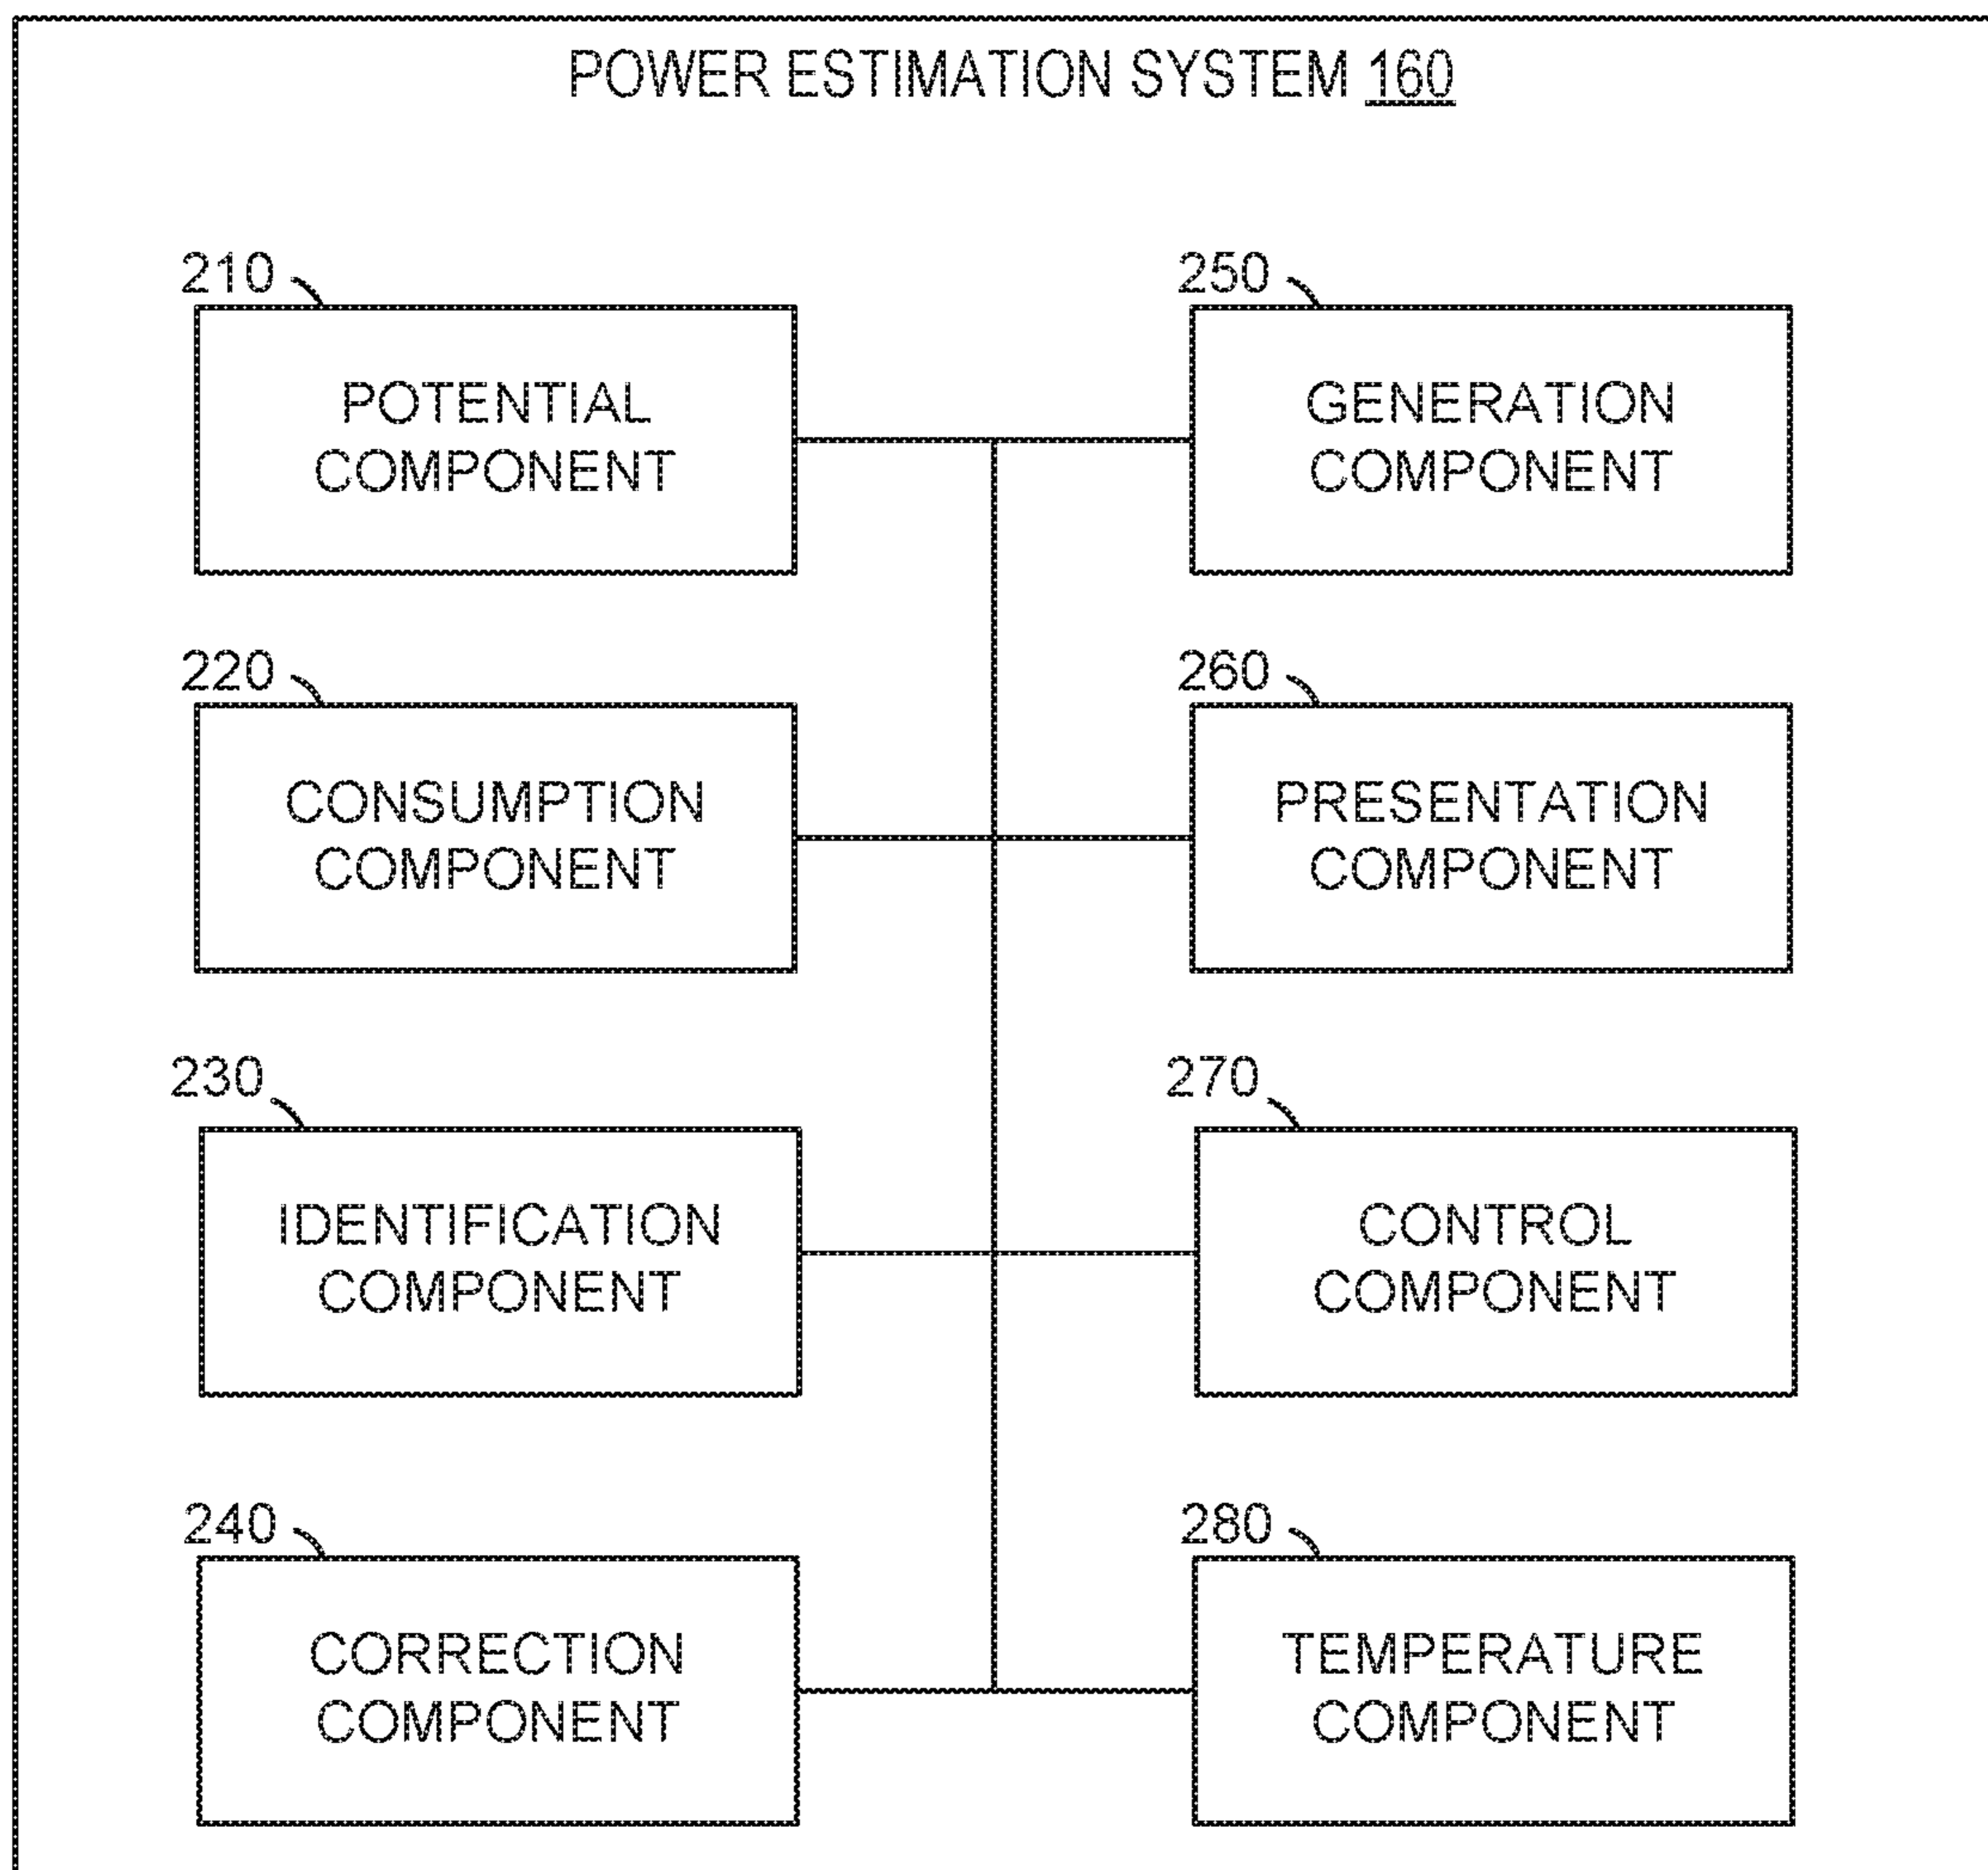 POWER ESTIMATION SYSTEM 160
210
POTENTIAL
COMPONENT
250
GENERATION
COMPONENT
220
CONSUMPTION
COMPONENT
260
PRESENTATION
COMPONENT
230
IDENTIFICATION
COMPONENT
270
CONTROL
COMPONENT
240
CORRECTION
COMPONENT
280
TEMPERATURE
COMPONENT